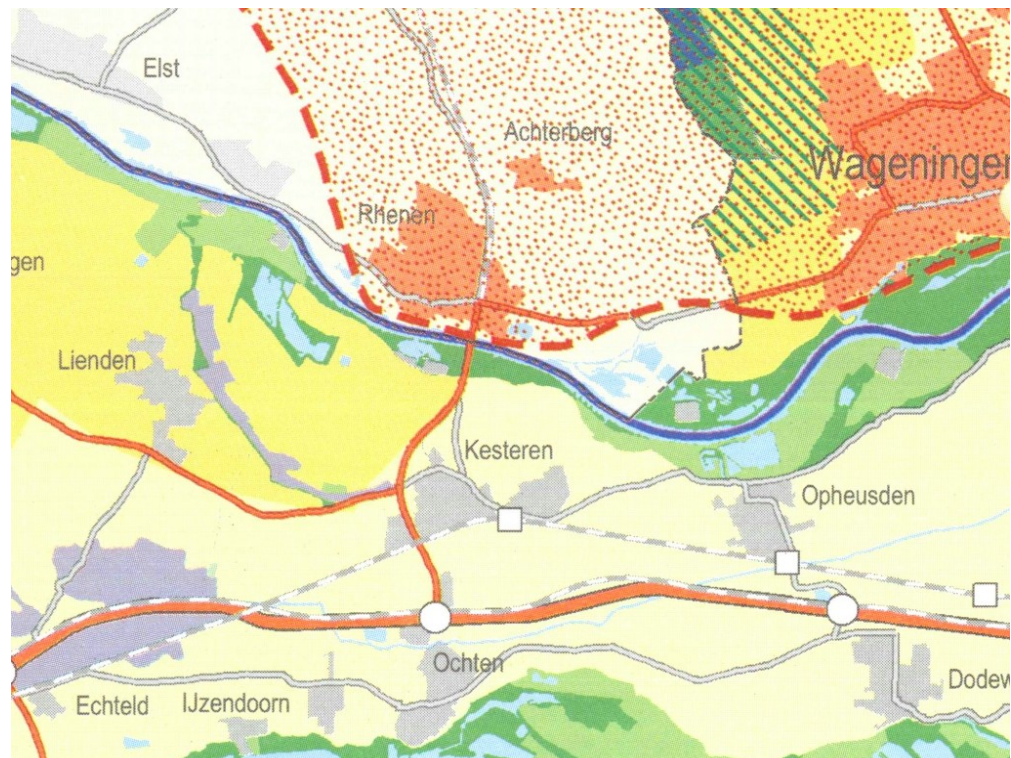 Elst
Achterberg
Wageningen
Rhenen
gen
Lienden
Kesteren
Opheusden
Ochten
Dodew
Echteld
IJzendoorn